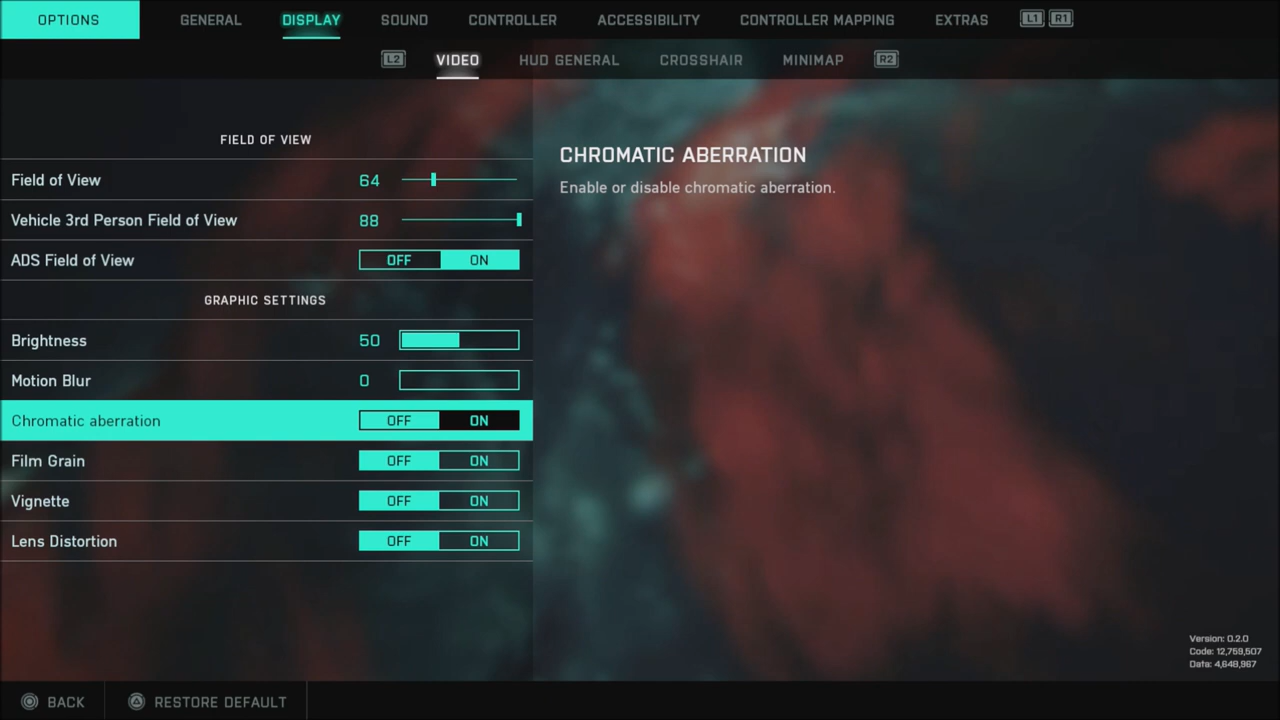 OPTIONS GENERAL DISPLAY SOUND CONTROLLER ACCESSIBILITY CONTROLLER MAPPING EXTRAS L1 R1
L2 VIDEO HUD GENERAL CROSSHAIR MINIMAP R2
FIELD OF VIEW
Field of View 64
Vehicle 3rd Person Field of View 88
ADS Field of View OFF ON
GRAPHIC SETTINGS
Brightness 50
Motion Blur 0
Chromatic aberration OFF ON
Film Grain OFF ON
Vignette OFF ON
Lens Distortion OFF ON
CHROMATIC ABERRATION
Enable or disable chromatic aberration.
Version: 0.2.0
Code: 12,759,507
Data: 4,648,967
BACK RESTORE DEFAULT